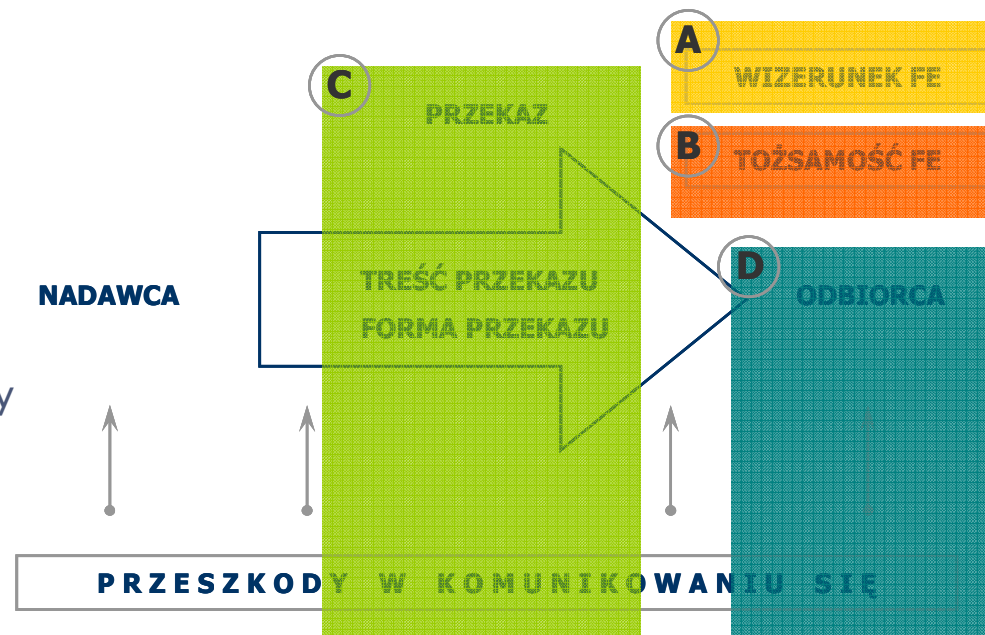 A
WIZERUNEK FE
C
PRZEKAZ
B
TOŻSAMOŚĆ FE
D
NADAWCA
TREŚĆ PRZEKAZU
ODBIORCA
FORMA PRZEKAZU
y
PRZESZKODY W KOMUNIKOWANIU SIĘ